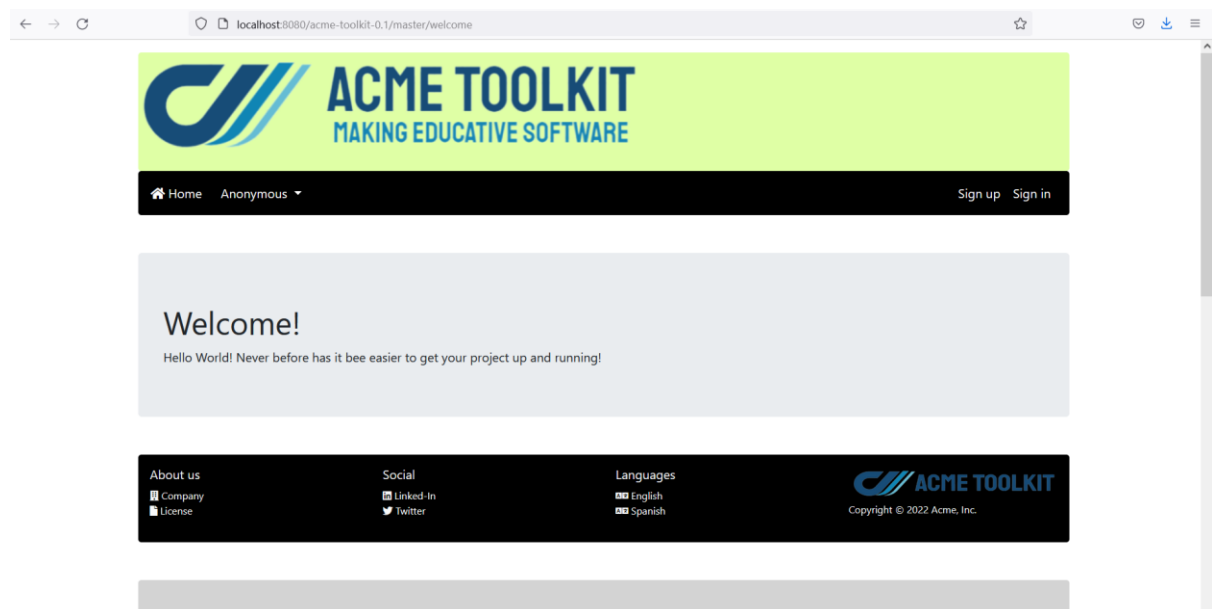 localhost:8080/acme-toolkit-0.1/master/welcome
ACME TOOLKIT
MAKING EDUCATIVE SOFTWARE
Home Anonymous Sign up Sign in
Welcome!
Hello World! Never before has it bee easier to get your project up and running!
About us
Company
License
Social
Linked-In
Twitter
Languages
English
Spanish
ACME TOOLKIT
Copyright © 2022 Acme, Inc.